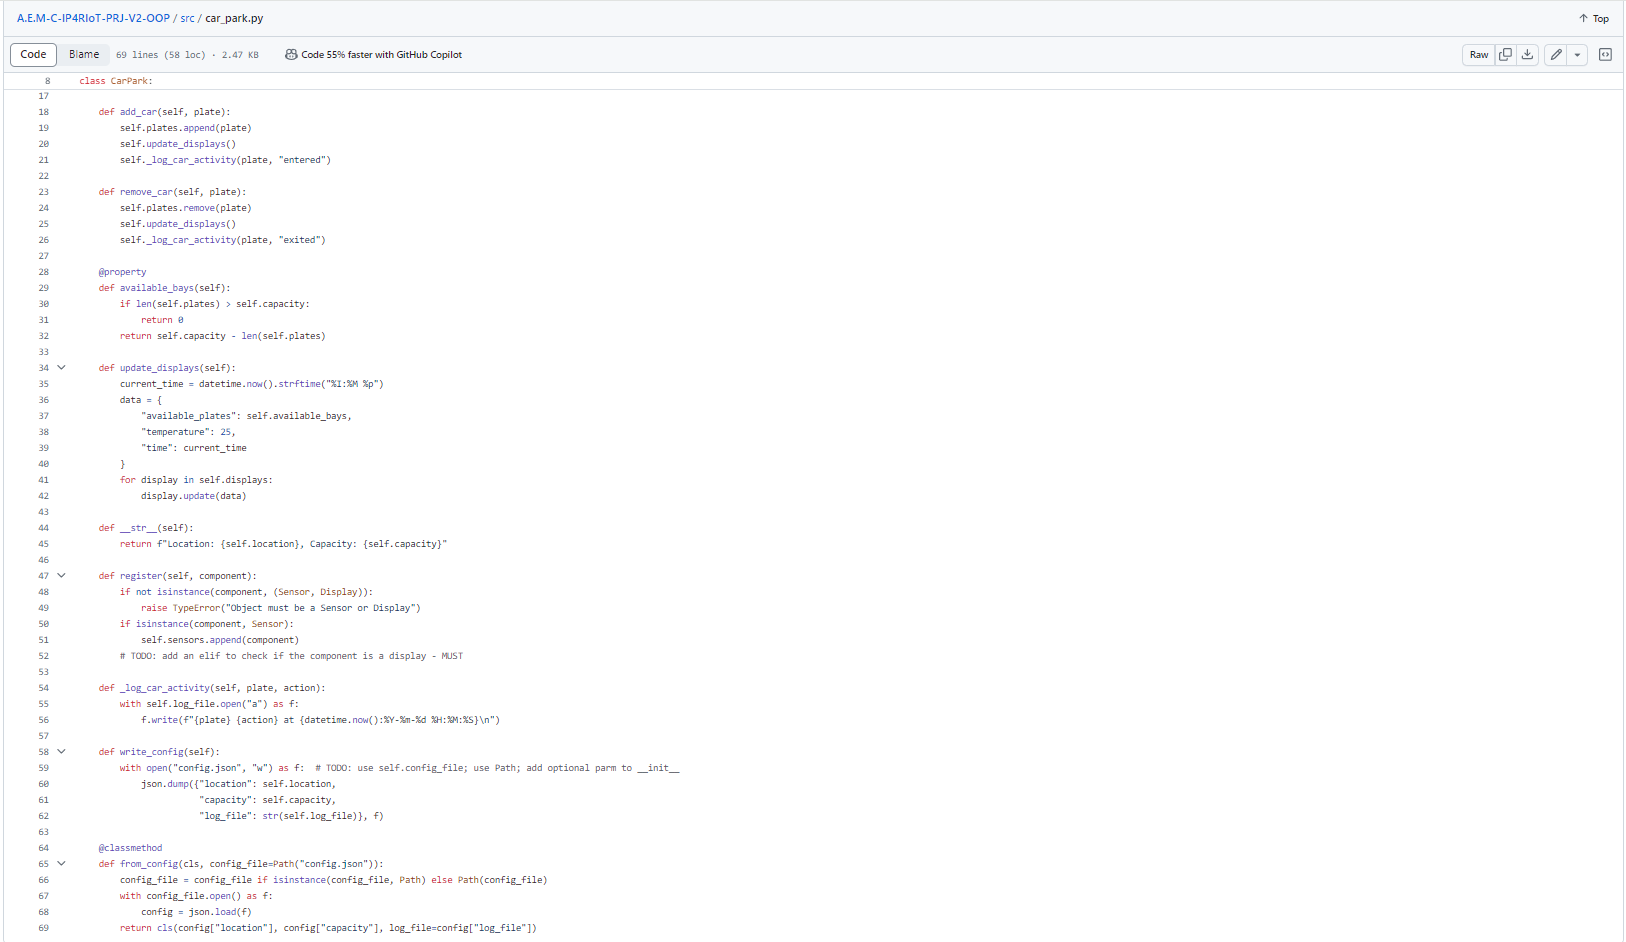 A.E.M-C-IP4RIoT-PRJ-V2-OOP / src / car_park.py
Top
Code Blame 69 lines (58 loc) · 2.47 KB Code 55% faster with GitHub Copilot
Raw
8 class CarPark:
17
18 def add_car(self, plate):
19 self.plates.append(plate)
20 self.update_displays()
21 self._log_car_activity(plate, "entered")
22
23 def remove_car(self, plate):
24 self.plates.remove(plate)
25 self.update_displays()
26 self._log_car_activity(plate, "exited")
27
28 @property
29 def available_bays(self):
30 if len(self.plates) > self.capacity:
31 return 0
32 return self.capacity - len(self.plates)
33
34 def update_displays(self):
35 current_time = datetime.now().strftime("%I:%M %p")
36 data = {
37 "available_plates": self.available_bays,
38 "temperature": 25,
39 "time": current_time
40 }
41 for display in self.displays:
42 display.update(data)
43
44 def __str__(self):
45 return f"Location: {self.location}, Capacity: {self.capacity}"
46
47 def register(self, component):
48 if not isinstance(component, (Sensor, Display)):
49 raise TypeError("Object must be a Sensor or Display")
50 if isinstance(component, Sensor):
51 self.sensors.append(component)
52 # TODO: add an elif to check if the component is a display - MUST
53
54 def _log_car_activity(self, plate, action):
55 with self.log_file.open("a") as f:
56 f.write(f"{plate} {action} at {datetime.now():%Y-%m-%d %H:%M:%S}\n")
57
58 def write_config(self):
59 with open("config.json", "w") as f:  # TODO: use self.config_file; use Path; add optional parm to __init__
60 json.dump({"location": self.location,
61 "capacity": self.capacity,
62 "log_file": str(self.log_file)}, f)
63
64 @classmethod
65 def from_config(cls, config_file=Path("config.json")):
66 config_file = config_file if isinstance(config_file, Path) else Path(config_file)
67 with config_file.open() as f:
68 config = json.load(f)
69 return cls(config["location"], config["capacity"], log_file=config["log_file"])